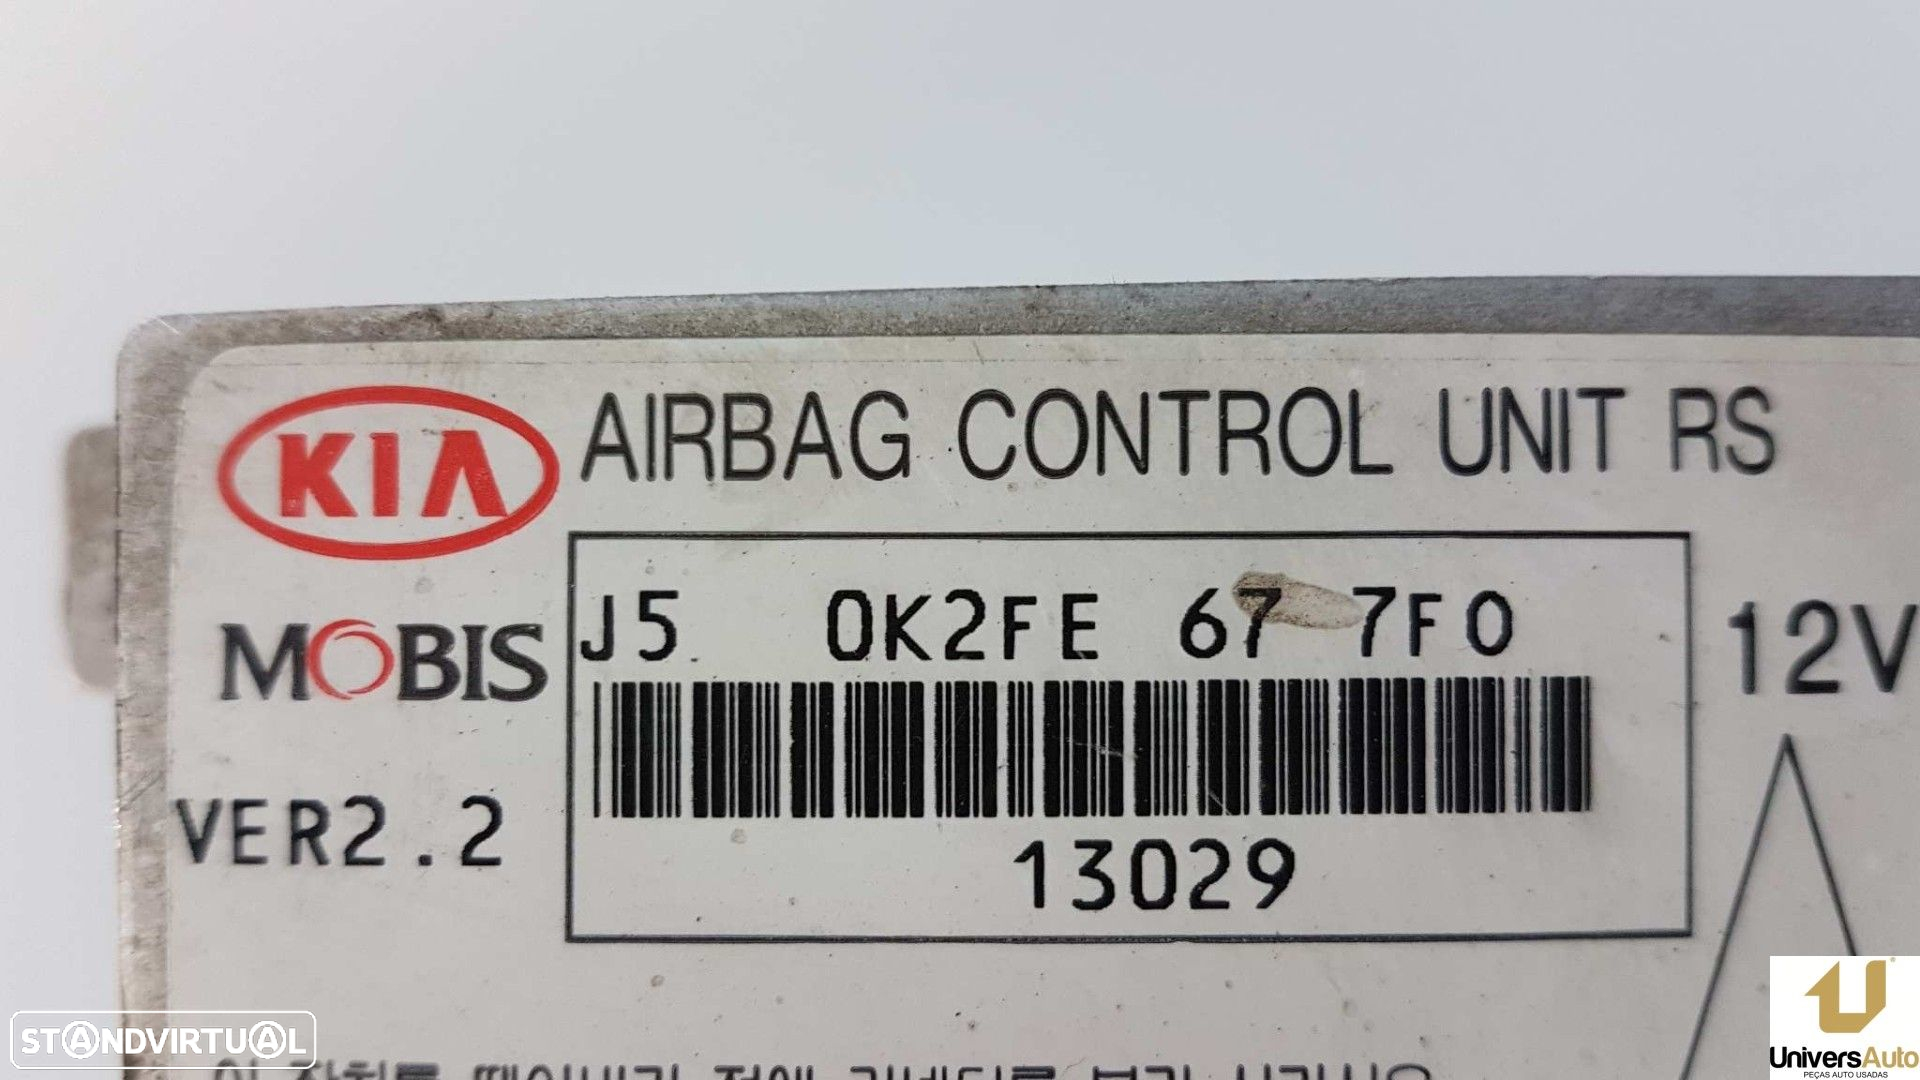 KIA AIRBAG CONTROL UNIT RS
MOBIS
J5 0K2FE 67 7F0
12V
VER2.2
13029
STANDVIRTUAL
UniversAuto
PEÇAS AUTO USADAS